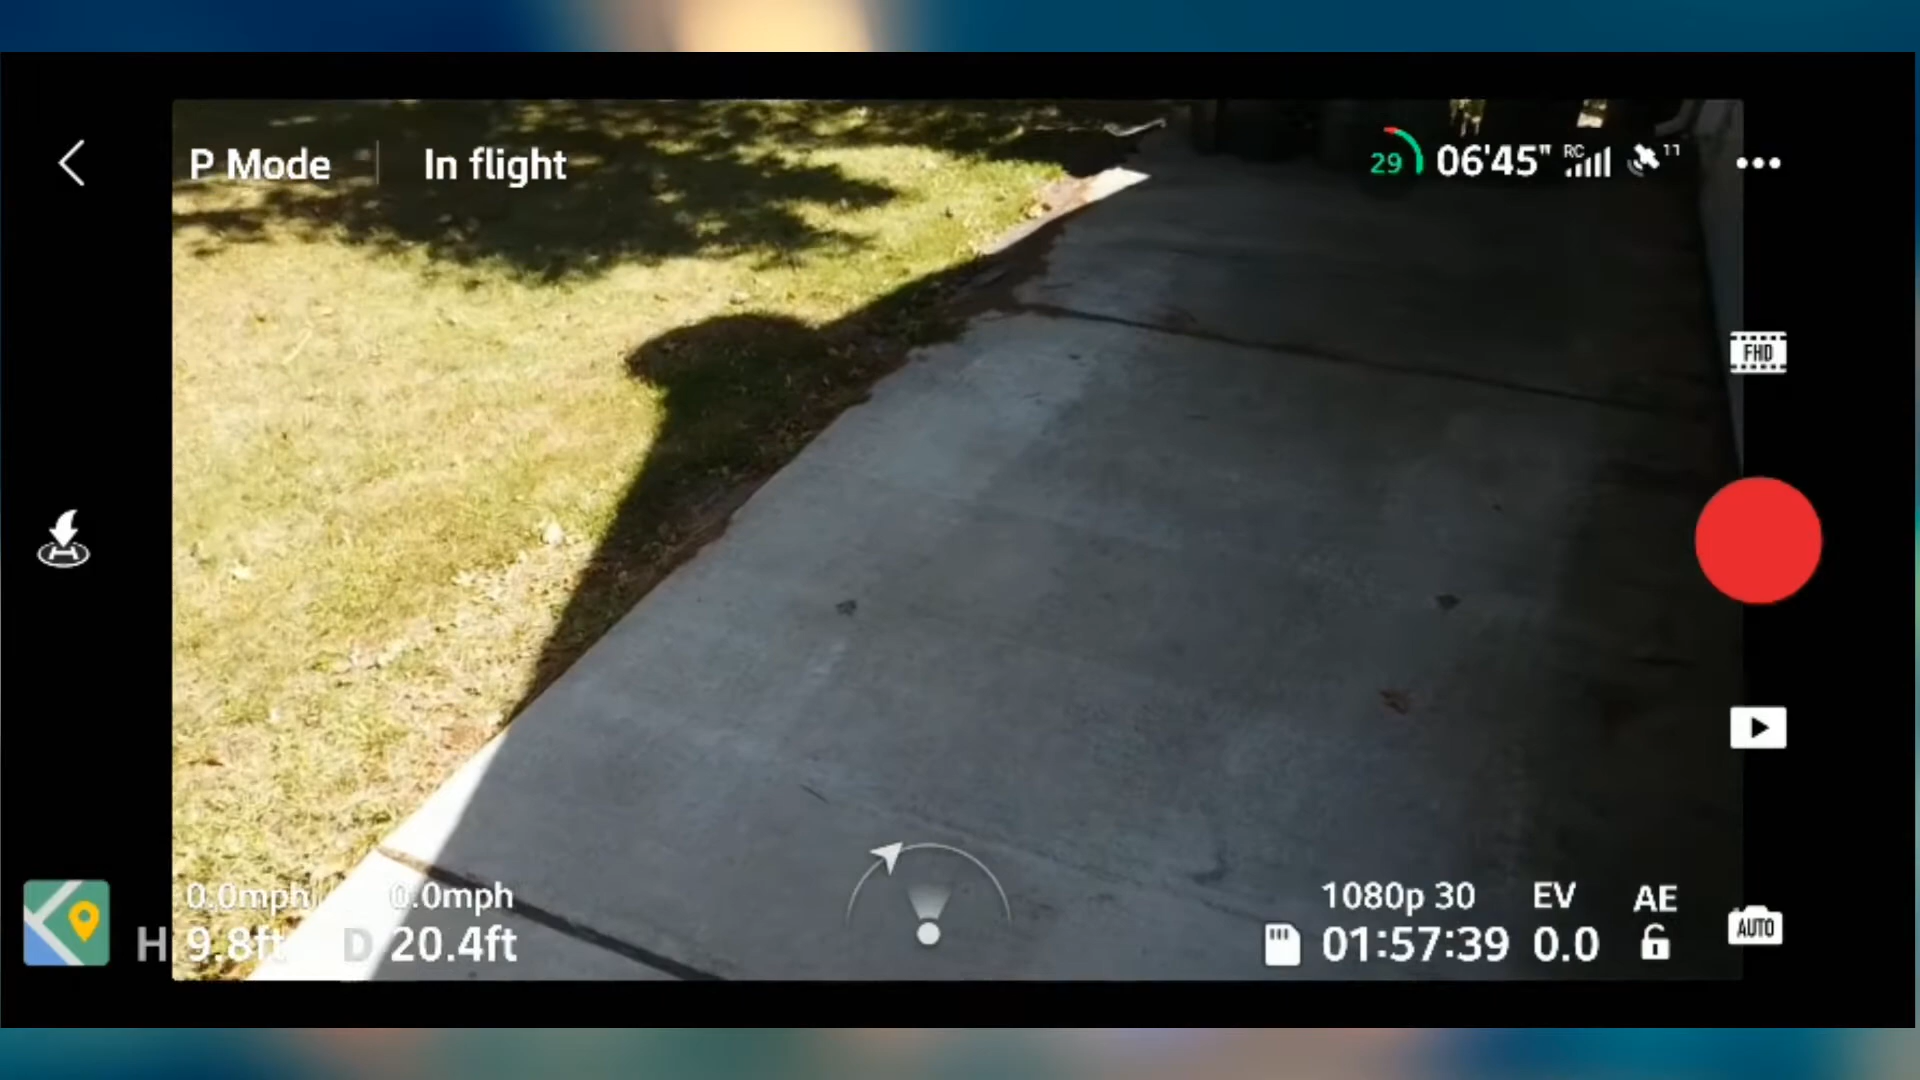 P Mode In flight 29 06'45" RC 11
FHD
0.0mph 0.0mph 1080p 30 EV AE
H 9.8ft D 20.4ft 01:57:39 0.0 AUTO